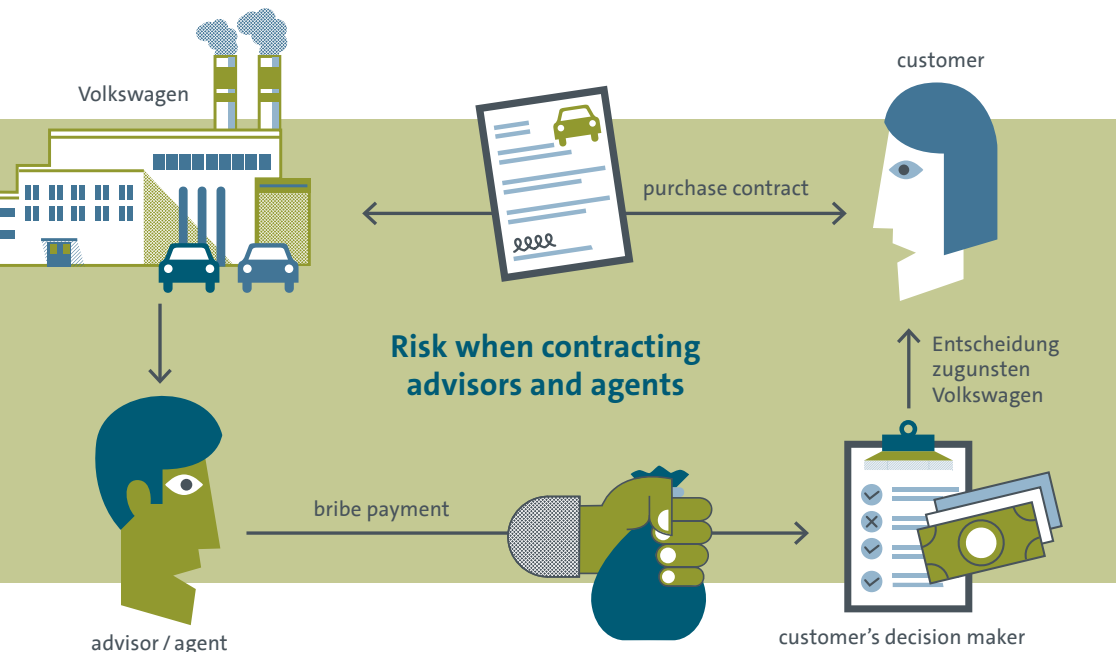 customer
Volkswagen
purchase contract
Risk when contracting
advisors and agents
Entscheidung
zugunsten
Volkswagen
bribe payment
advisor / agent
customer’s decision maker